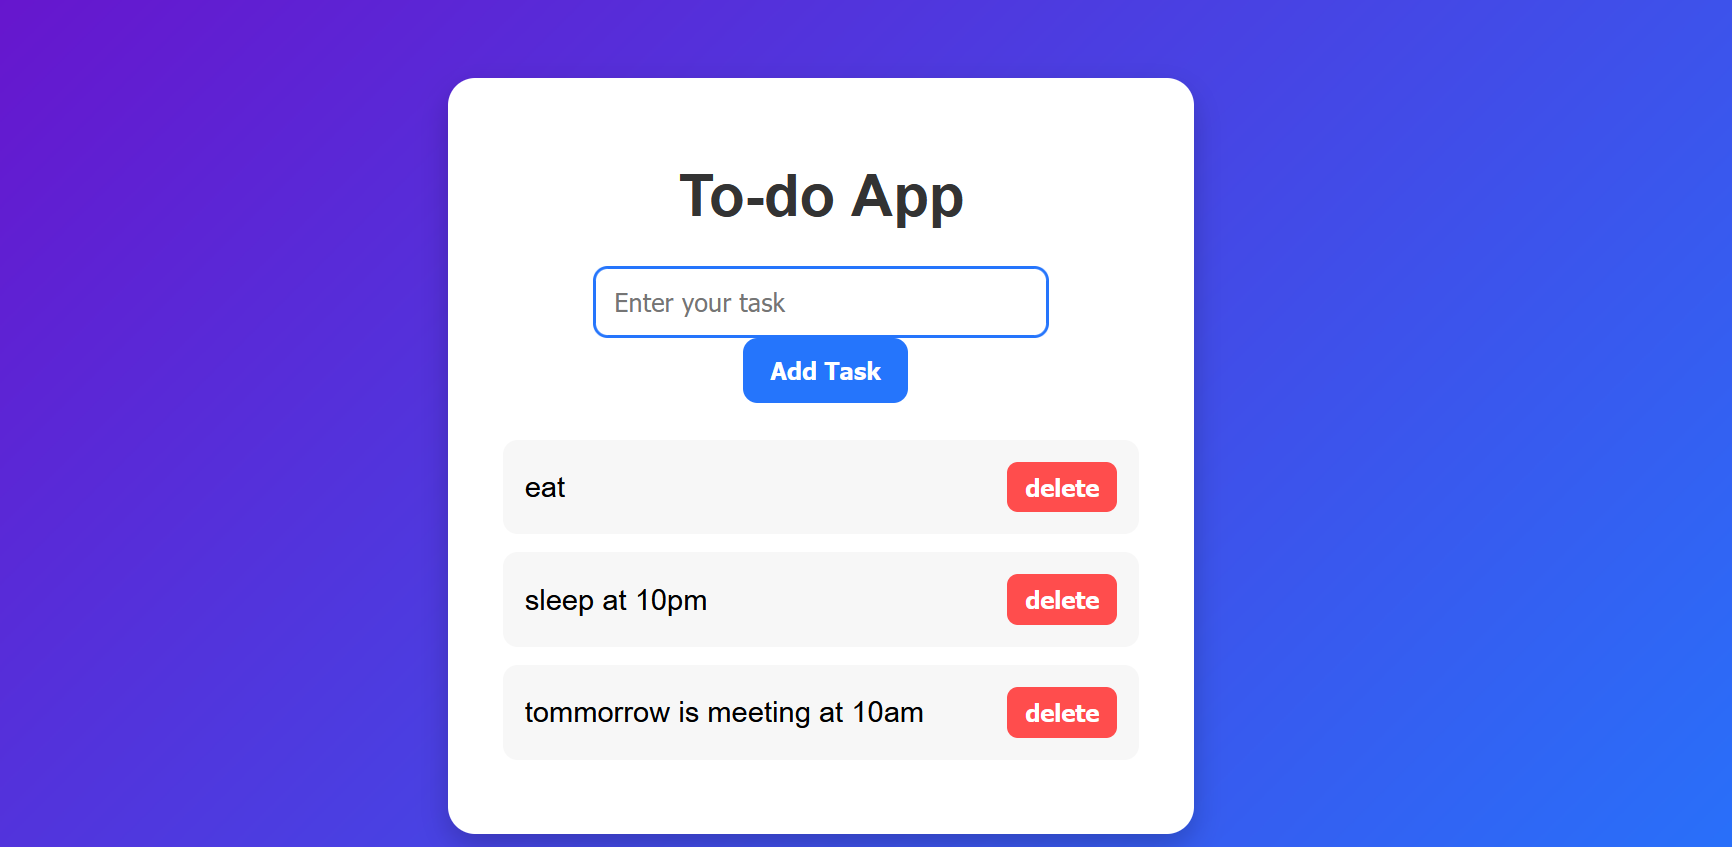 To-do App
Enter your task
Add Task
eat
delete
sleep at 10pm
delete
tommorrow is meeting at 10am
delete